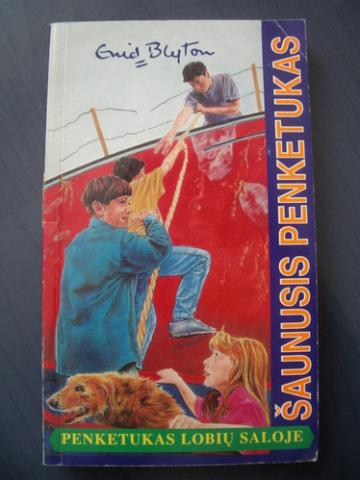 Enid Blyton
ŠAUNUSIS PENKETUKAS
PENKETUKAS LOBIŲ SALOJE